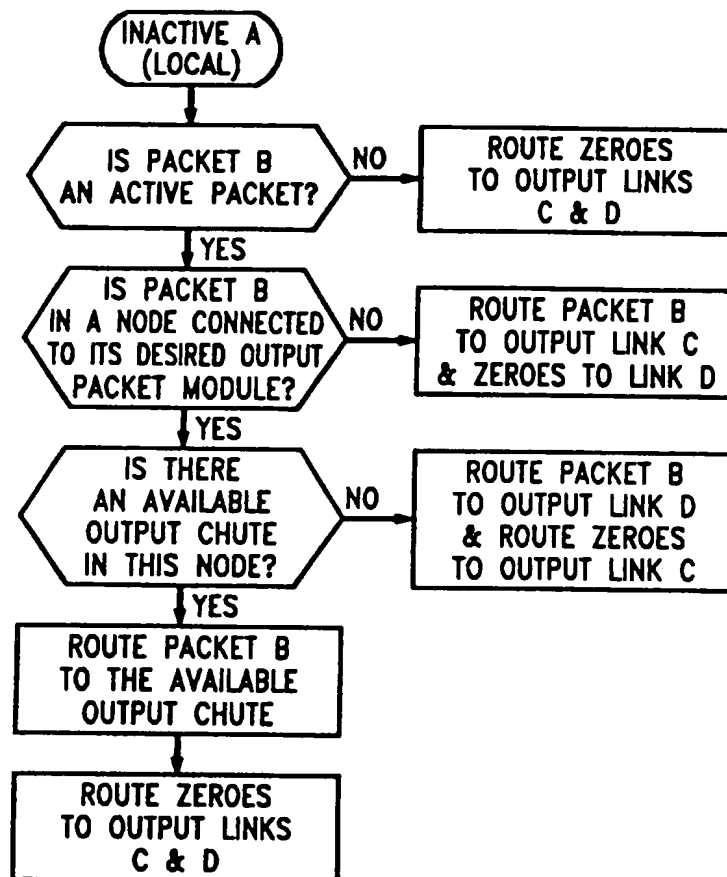 INACTIVE A
(LOCAL)
IS PACKET B
AN ACTIVE PACKET?
NO
ROUTE ZEROES
TO OUTPUT LINKS
C & D
YES
IS PACKET B
IN A NODE CONNECTED
TO ITS DESIRED OUTPUT
PACKET MODULE?
NO
ROUTE PACKET B
TO OUTPUT LINK C
& ZEROES TO LINK D
YES
IS THERE
AN AVAILABLE
OUTPUT CHUTE
IN THIS NODE?
NO
ROUTE PACKET B
TO OUTPUT LINK D
& ROUTE ZEROES
TO OUTPUT LINK C
YES
ROUTE PACKET B
TO THE AVAILABLE
OUTPUT CHUTE
ROUTE ZEROES
TO OUTPUT LINKS
C & D